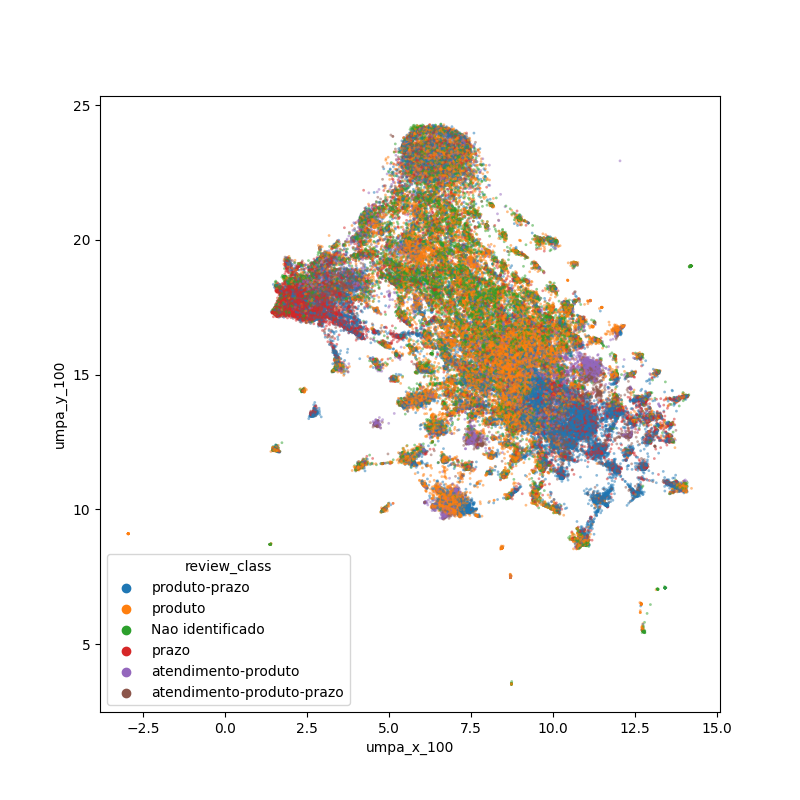 25
20
15
10
5
umpa_y_100
review_class
produto-prazo
produto
Nao identificado
prazo
atendimento-produto
atendimento-produto-prazo
−2.5 0.0 2.5 5.0 7.5 10.0 12.5 15.0
umpa_x_100